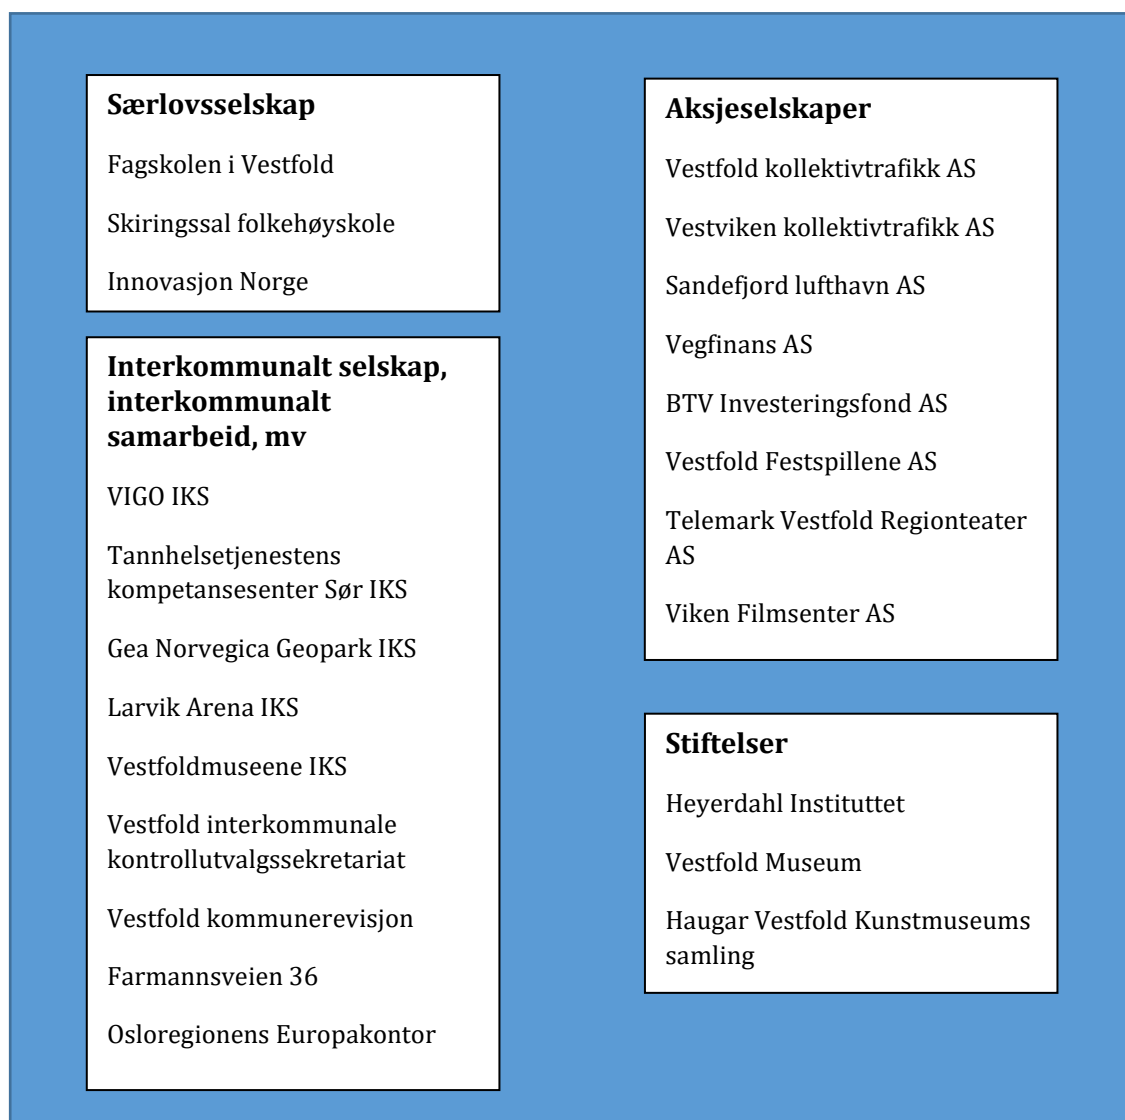 Særlovsselskap
Fagskolen i Vestfold
Skiringssal folkehøyskole
Innovasjon Norge
Interkommunalt selskap,
interkommunalt
samarbeid, mv
VIGO IKS
Tannhelsetjenestens
kompetansesenter Sør IKS
Gea Norvegica Geopark IKS
Larvik Arena IKS
Vestfoldmuseene IKS
Vestfold interkommunale
kontrollutvalgssekretariat
Vestfold kommunerevisjon
Farmannsveien 36
Osloregionens Europakontor
Aksjeselskaper
Vestfold kollektivtrafikk AS
Vestviken kollektivtrafikk AS
Sandefjord lufthavn AS
Vegfinans AS
BTV Investeringsfond AS
Vestfold Festspillene AS
Telemark Vestfold Regionteater
AS
Viken Filmsenter AS
Stiftelser
Heyerdahl Instituttet
Vestfold Museum
Haugar Vestfold Kunstmuseums
samling